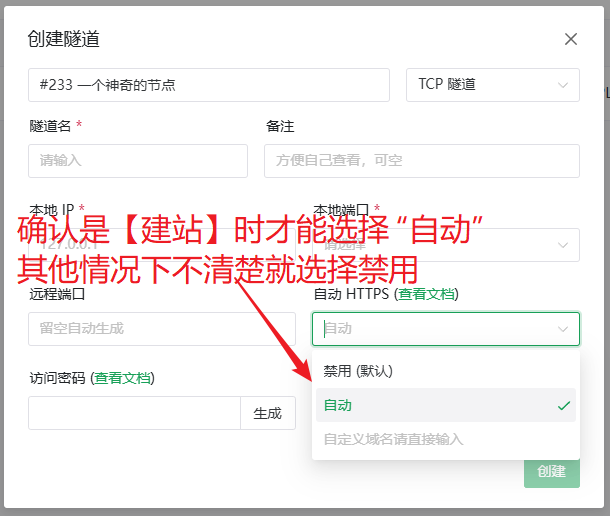 创建隧道
#233 一个神奇的节点
TCP 隧道
隧道名 *
备注
请输入
方便自己查看，可空
本地 IP *
本地端口 *
确认是【建站】时才能选择“自动”
127.0.0.1
请选择
其他情况下不清楚就选择禁用
远程端口
自动 HTTPS (查看文档)
留空自动生成
自动
访问密码 (查看文档)
禁用 (默认)
生成
自动
自定义域名请直接输入
创建